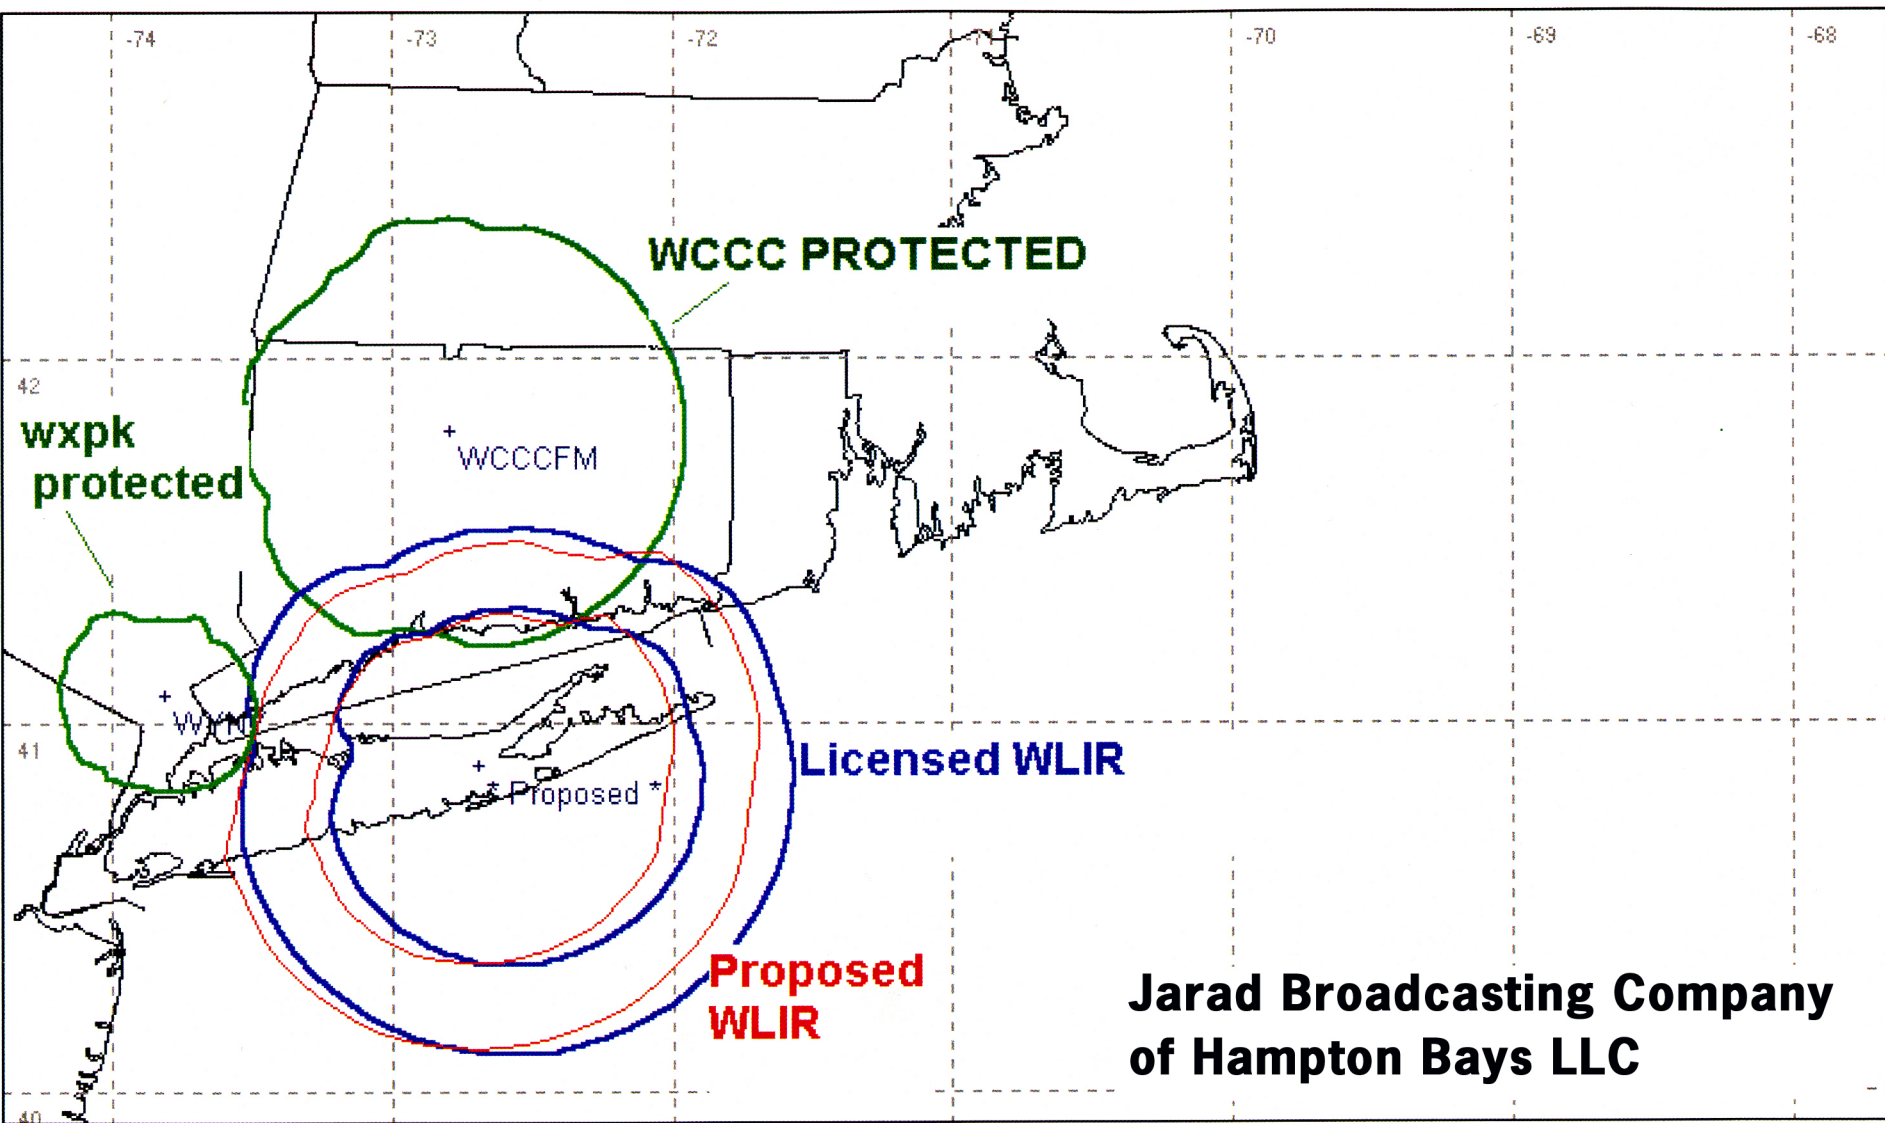 -74 -73 -72 -71 -70 -69 -68
WCCC PROTECTED
42
wxpk
protected
WCCCFM
41
Licensed WLIR
* Proposed *
Proposed
WLIR
Jarad Broadcasting Company
of Hampton Bays LLC
40